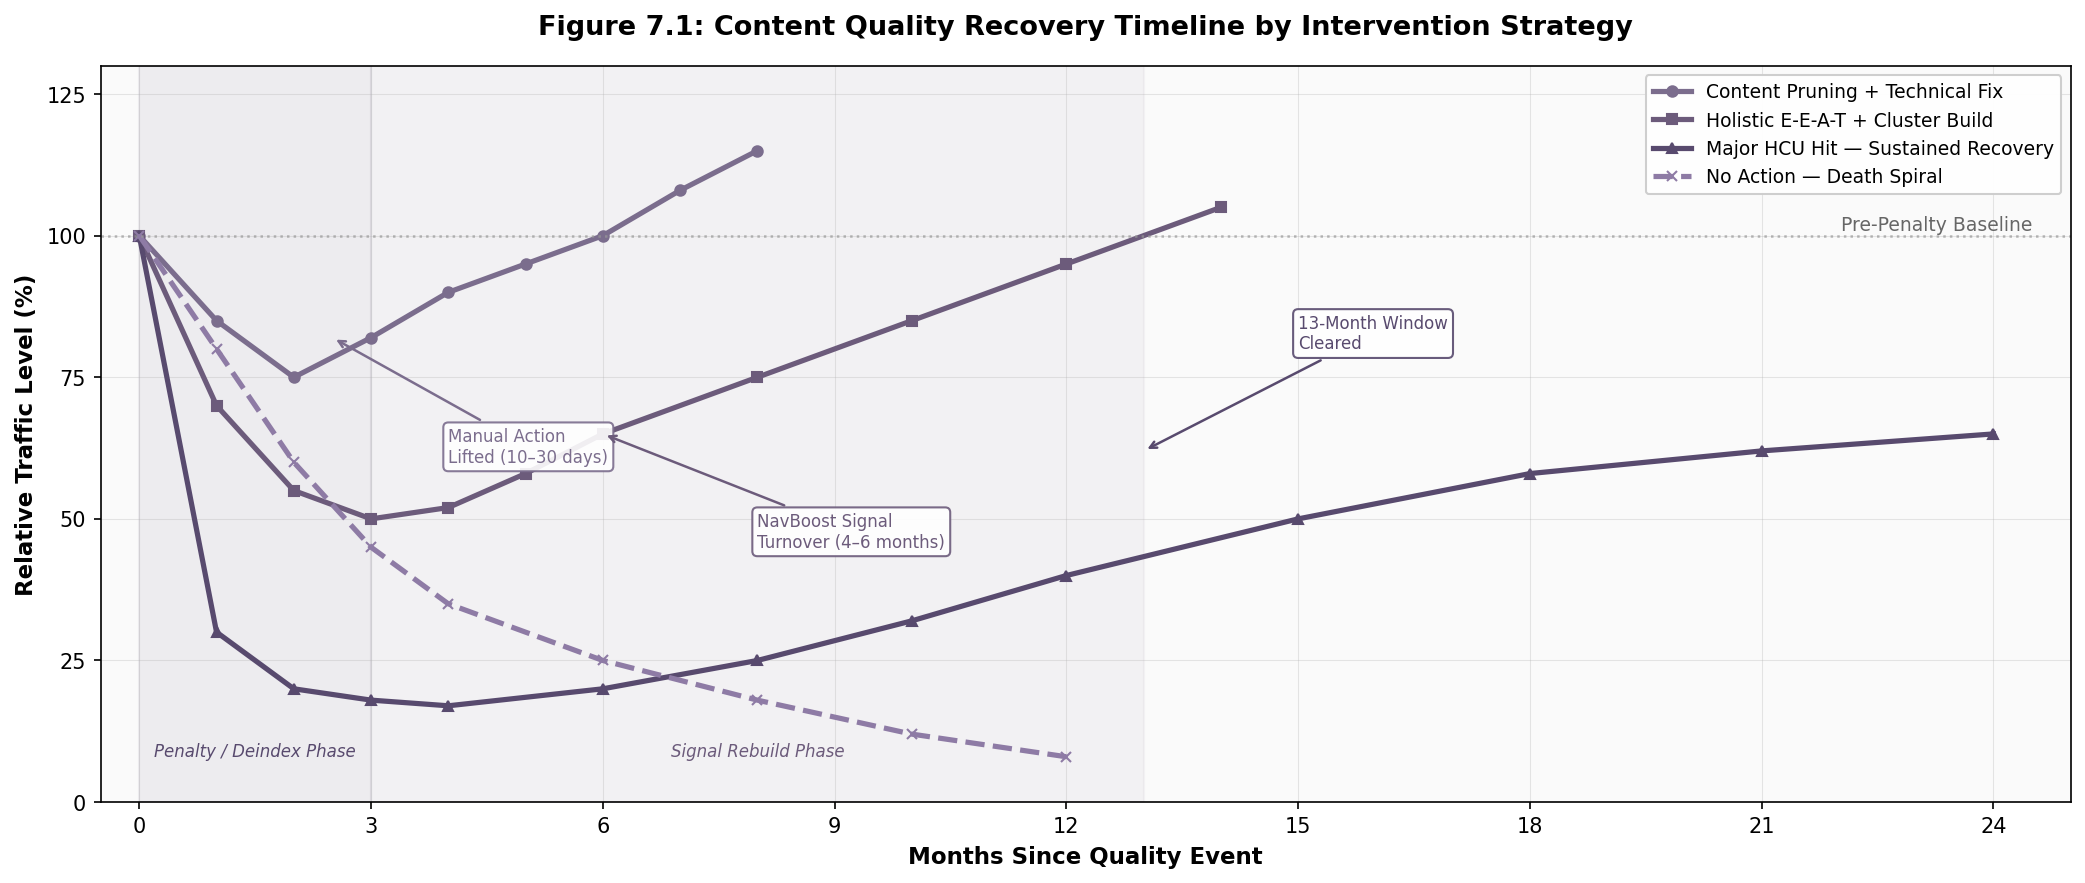 Figure 7.1: Content Quality Recovery Timeline by Intervention Strategy
Relative Traffic Level (%)
125
100
75
50
25
0
Content Pruning + Technical Fix
Holistic E-E-A-T + Cluster Build
Major HCU Hit — Sustained Recovery
No Action — Death Spiral
Pre-Penalty Baseline
13-Month Window
Cleared
Manual Action
Lifted (10–30 days)
NavBoost Signal
Turnover (4–6 months)
Penalty / Deindex Phase
Signal Rebuild Phase
0
3
6
9
12
15
18
21
24
Months Since Quality Event